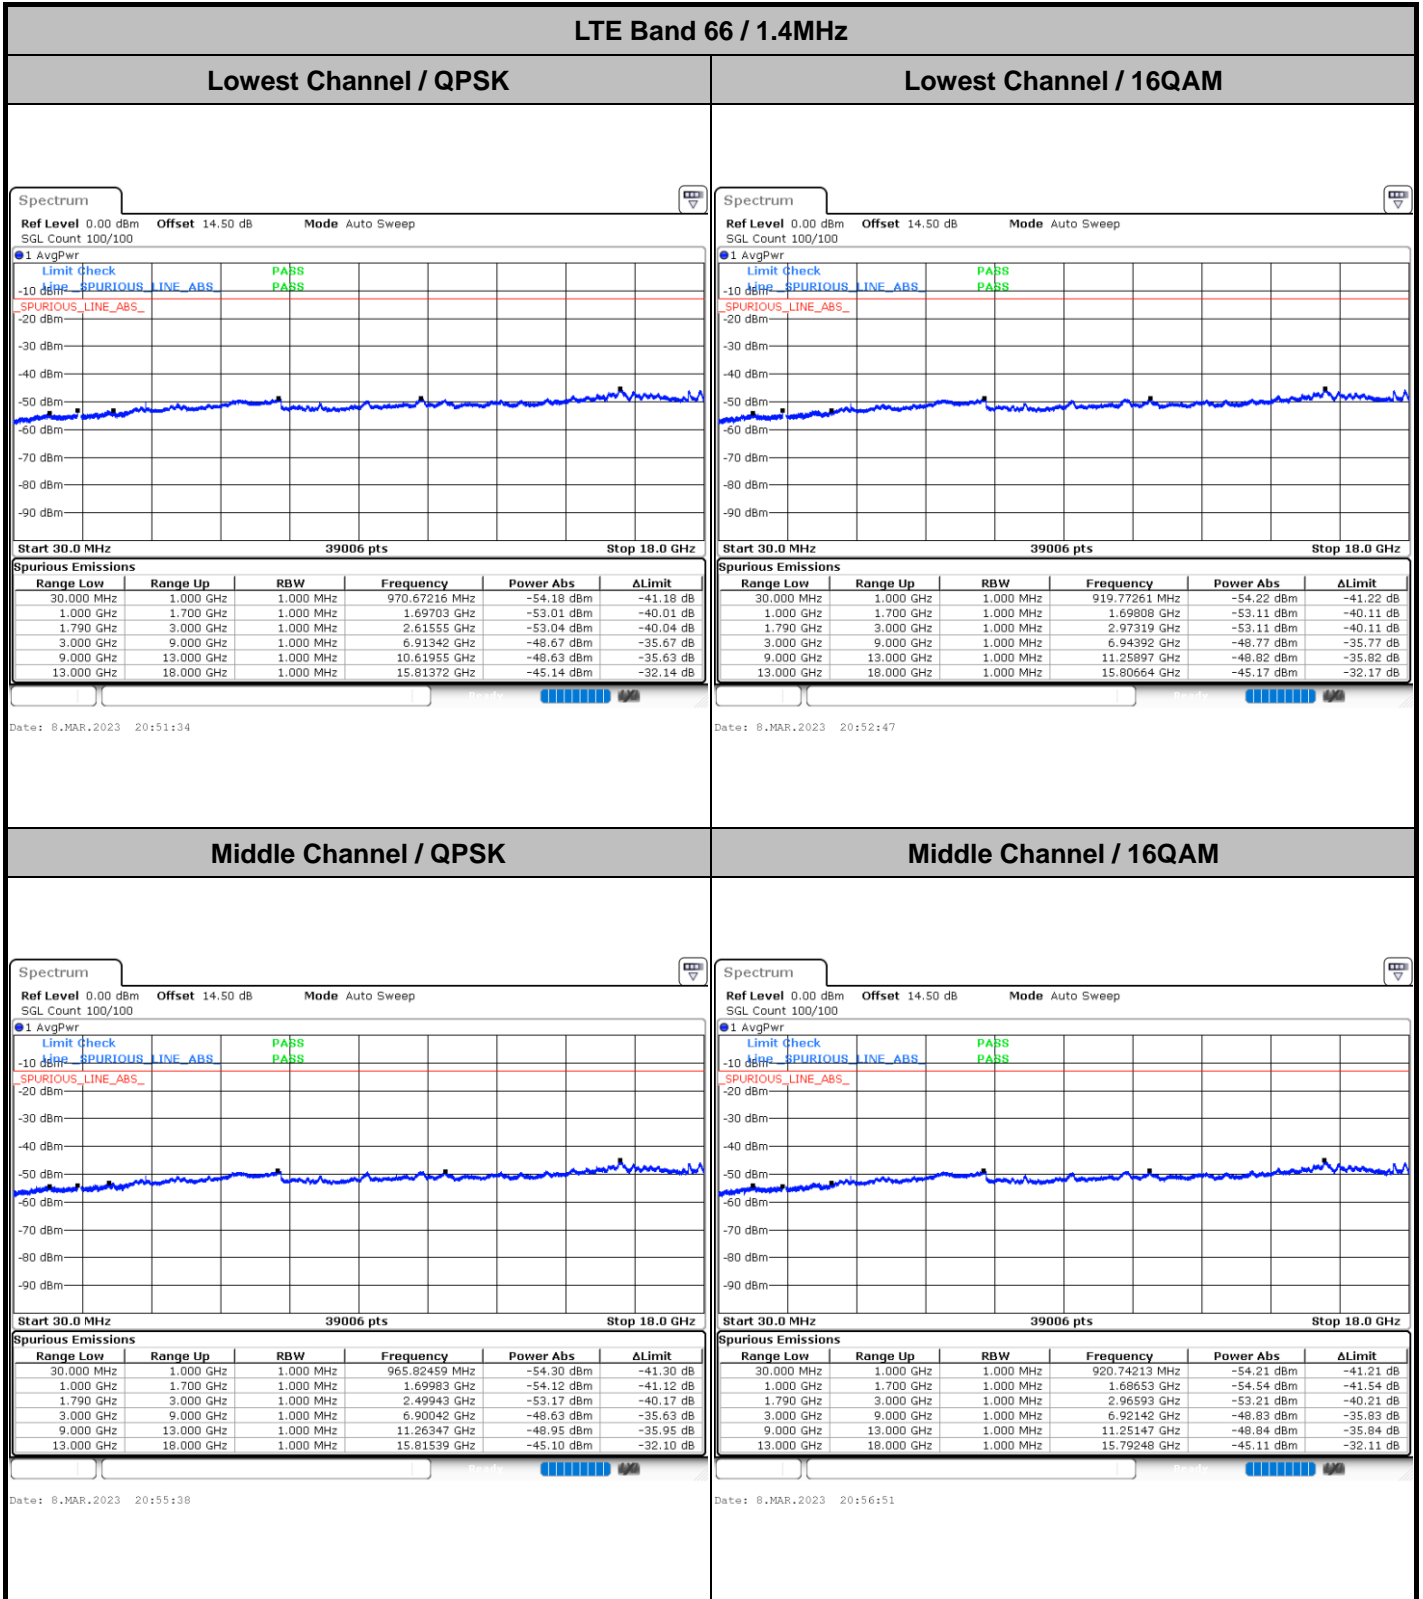 LTE Band 66 / 1.4MHz
Lowest Channel / QPSK
Lowest Channel / 16QAM
Spectrum
Ref Level 0.00 dBm Offset 14.50 dB Mode Auto Sweep
SGL Count 100/100
1 AvgPwr
Limit Check PASS
Line _SPURIOUS_LINE_ABS_ PASS
-10 dBm
_SPURIOUS_LINE_ABS_
-20 dBm
-30 dBm
-40 dBm
-50 dBm
-60 dBm
-70 dBm
-80 dBm
-90 dBm
Start 30.0 MHz 39006 pts Stop 18.0 GHz
Spurious Emissions
Range Low Range Up RBW Frequency Power Abs ΔLimit
30.000 MHz 1.000 GHz 1.000 MHz 970.67216 MHz -54.18 dBm -41.18 dB
1.000 GHz 1.700 GHz 1.000 MHz 1.69703 GHz -53.01 dBm -40.01 dB
1.790 GHz 3.000 GHz 1.000 MHz 2.61555 GHz -53.04 dBm -40.04 dB
3.000 GHz 9.000 GHz 1.000 MHz 6.91342 GHz -48.67 dBm -35.67 dB
9.000 GHz 13.000 GHz 1.000 MHz 10.61955 GHz -48.63 dBm -35.63 dB
13.000 GHz 18.000 GHz 1.000 MHz 15.81372 GHz -45.14 dBm -32.14 dB
Ready
Date: 8.MAR.2023 20:51:34
Spectrum
Ref Level 0.00 dBm Offset 14.50 dB Mode Auto Sweep
SGL Count 100/100
1 AvgPwr
Limit Check PASS
Line _SPURIOUS_LINE_ABS_ PASS
-10 dBm
_SPURIOUS_LINE_ABS_
-20 dBm
-30 dBm
-40 dBm
-50 dBm
-60 dBm
-70 dBm
-80 dBm
-90 dBm
Start 30.0 MHz 39006 pts Stop 18.0 GHz
Spurious Emissions
Range Low Range Up RBW Frequency Power Abs ΔLimit
30.000 MHz 1.000 GHz 1.000 MHz 919.77261 MHz -54.22 dBm -41.22 dB
1.000 GHz 1.700 GHz 1.000 MHz 1.69808 GHz -53.11 dBm -40.11 dB
1.790 GHz 3.000 GHz 1.000 MHz 2.97319 GHz -53.11 dBm -40.11 dB
3.000 GHz 9.000 GHz 1.000 MHz 6.94392 GHz -48.77 dBm -35.77 dB
9.000 GHz 13.000 GHz 1.000 MHz 11.25897 GHz -48.82 dBm -35.82 dB
13.000 GHz 18.000 GHz 1.000 MHz 15.80664 GHz -45.17 dBm -32.17 dB
Ready
Date: 8.MAR.2023 20:52:47
Middle Channel / QPSK
Middle Channel / 16QAM
Spectrum
Ref Level 0.00 dBm Offset 14.50 dB Mode Auto Sweep
SGL Count 100/100
1 AvgPwr
Limit Check PASS
Line _SPURIOUS_LINE_ABS_ PASS
-10 dBm
_SPURIOUS_LINE_ABS_
-20 dBm
-30 dBm
-40 dBm
-50 dBm
-60 dBm
-70 dBm
-80 dBm
-90 dBm
Start 30.0 MHz 39006 pts Stop 18.0 GHz
Spurious Emissions
Range Low Range Up RBW Frequency Power Abs ΔLimit
30.000 MHz 1.000 GHz 1.000 MHz 965.82459 MHz -54.30 dBm -41.30 dB
1.000 GHz 1.700 GHz 1.000 MHz 1.69983 GHz -54.12 dBm -41.12 dB
1.790 GHz 3.000 GHz 1.000 MHz 2.49943 GHz -53.17 dBm -40.17 dB
3.000 GHz 9.000 GHz 1.000 MHz 6.90042 GHz -48.63 dBm -35.63 dB
9.000 GHz 13.000 GHz 1.000 MHz 11.26347 GHz -48.95 dBm -35.95 dB
13.000 GHz 18.000 GHz 1.000 MHz 15.81539 GHz -45.10 dBm -32.10 dB
Ready
Date: 8.MAR.2023 20:55:38
Spectrum
Ref Level 0.00 dBm Offset 14.50 dB Mode Auto Sweep
SGL Count 100/100
1 AvgPwr
Limit Check PASS
Line _SPURIOUS_LINE_ABS_ PASS
-10 dBm
_SPURIOUS_LINE_ABS_
-20 dBm
-30 dBm
-40 dBm
-50 dBm
-60 dBm
-70 dBm
-80 dBm
-90 dBm
Start 30.0 MHz 39006 pts Stop 18.0 GHz
Spurious Emissions
Range Low Range Up RBW Frequency Power Abs ΔLimit
30.000 MHz 1.000 GHz 1.000 MHz 920.74213 MHz -54.21 dBm -41.21 dB
1.000 GHz 1.700 GHz 1.000 MHz 1.68653 GHz -54.54 dBm -41.54 dB
1.790 GHz 3.000 GHz 1.000 MHz 2.96593 GHz -53.21 dBm -40.21 dB
3.000 GHz 9.000 GHz 1.000 MHz 6.92142 GHz -48.83 dBm -35.83 dB
9.000 GHz 13.000 GHz 1.000 MHz 11.25147 GHz -48.84 dBm -35.84 dB
13.000 GHz 18.000 GHz 1.000 MHz 15.79248 GHz -45.11 dBm -32.11 dB
Ready
Date: 8.MAR.2023 20:56:51